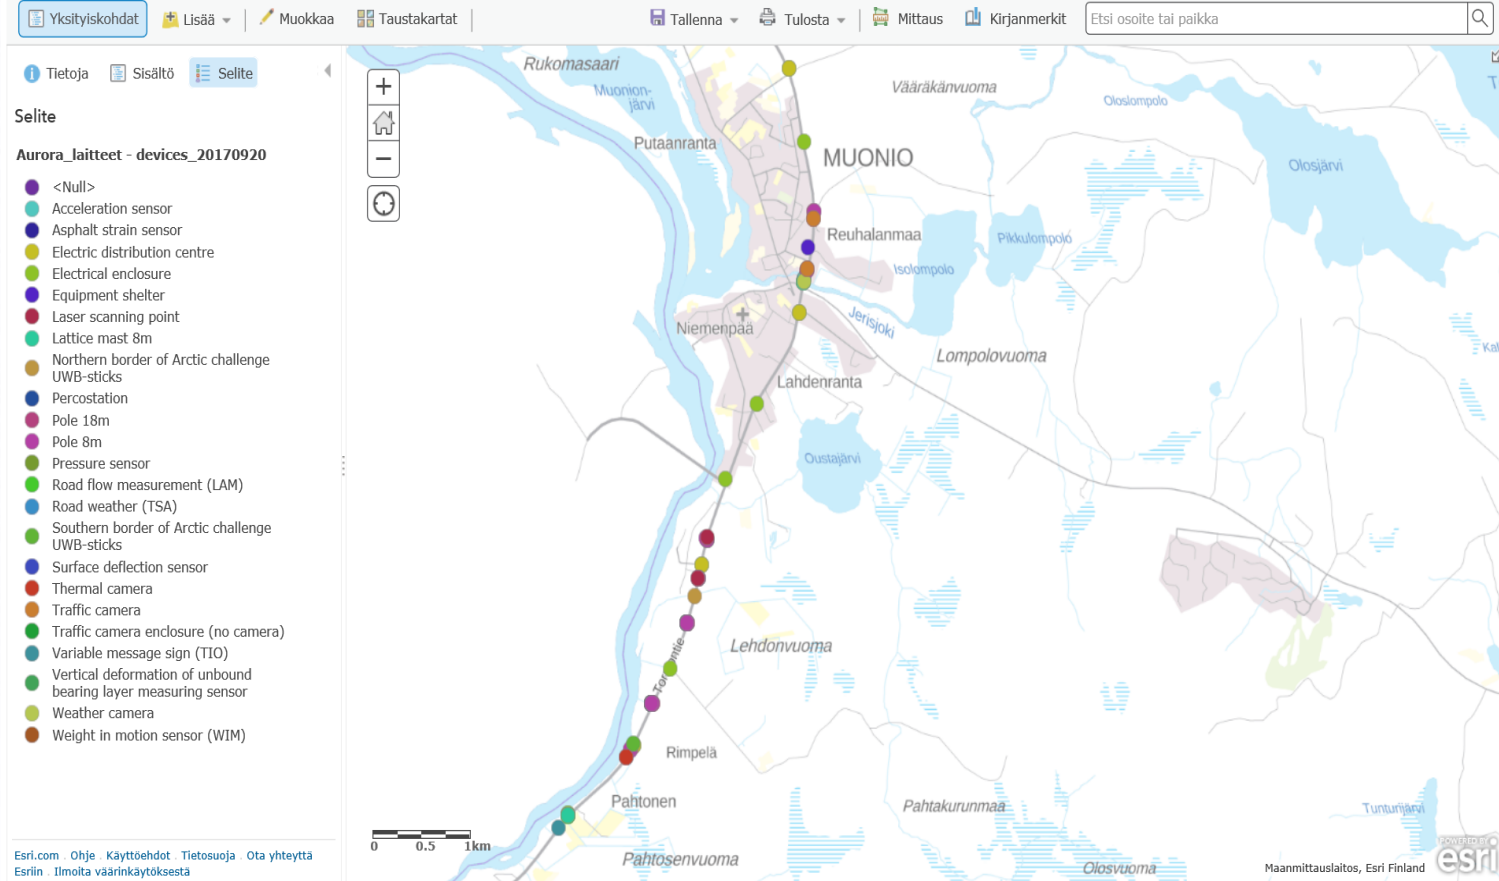 Yksityiskohdat
Lisää
Muokkaa
Taustakartat
Tallenna
Tulosta
Mittaus
Kirjanmerkit
Etsi osoite tai paikka
Tietoja
Sisältö
Selite
Selite
Aurora_laitteet - devices_20170920
<Null>
Acceleration sensor
Asphalt strain sensor
Electric distribution centre
Electrical enclosure
Equipment shelter
Laser scanning point
Lattice mast 8m
Northern border of Arctic challenge
UWB-sticks
Percostation
Pole 18m
Pole 8m
Pressure sensor
Road flow measurement (LAM)
Road weather (TSA)
Southern border of Arctic challenge
UWB-sticks
Surface deflection sensor
Thermal camera
Traffic camera
Traffic camera enclosure (no camera)
Variable message sign (TIO)
Vertical deformation of unbound
bearing layer measuring sensor
Weather camera
Weight in motion sensor (WIM)
Esri.com . Ohje . Käyttöehdot . Tietosuoja . Ota yhteyttä
Esriin . Ilmoita väärinkäytöksestä
Rukomasaari
Muonion-
järvi
Vääräkänvuoma
Oloslompolo
Putaanranta
MUONIO
Olosjärvi
Reuhalanmaa
Pikkulompolo
Isolompolo
Jerisjoki
Niemenpää
Lompolovuoma
Lahdenranta
Oustajärvi
Lehdonvuoma
Rimpelä
Pahtonen
Pahtakurunmaa
Tunturijärvi
Pahtosenvuoma
Olosvuoma
0 0.5 1km
Maanmittauslaitos, Esri Finland
POWERED BY
esri